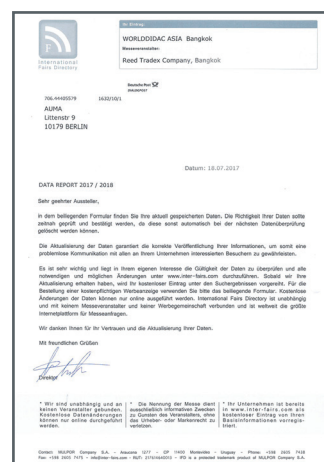 Ihr Eintrag:
WORLDDIDAC ASIA Bangkok
Messeveranstalter:
Reed Tradex Company, Bangkok
International
Fairs Directory
Deutsche Post
706.44405579 1632/10/1
AUMA
Littenstr 9
10179 BERLIN
Datum: 18.07.2017
DATA REPORT 2017 / 2018
Sehr geehrter Aussteller,
in dem beiliegenden Formular finden Sie ihre aktuell gespeicherten Daten. Die Richtigkeit Ihrer Daten sollte
zeitnah geprüft und bestätigt werden, da diese sonst automatisch bei der nächsten Datenüberprüfung
gelöscht werden können.
Die Aktualisierung der Daten garantiert die korrekte Veröffentlichung Ihrer Informationen, um somit eine
problemlose Kommunikation mit allen an Ihrem Unternehmen interessierten Besuchern zu gewährleisten.
Es ist sehr wichtig und liegt in Ihrem eigenen Interesse die Gültigkeit der Daten zu überprüfen und alle
notwendigen und möglichen Änderungen unter www.inter-fairs.com durchzuführen. Sobald wir ihre
Aktualisierung erhalten haben, wird ihr kostenloser Eintrag unter den Suchergebnissen vorgereiht. Für die
Bestellung einer kostenpflichtigen Werbeanzeige verwenden Sie bitte das beiliegende Formular. Kostenlose
Änderungen der Daten können nur online ausgeführt werden. International Fairs Directory ist unabhängig
und mit keinem Messeveranstalter und keiner Werbegemeinschaft verbunden und ist weltweit die größte
Internetplattform für Messeanfragen.
Wir danken Ihnen für Ihr Vertrauen und die Aktualisierung Ihrer Daten.
Mit freundlichen Grüßen
Direktor
* Wir sind unabhängig und an
keinen Veranstalter gebunden.
Kostenlose Datenänderungen
können nur online durchgeführt
werden.
* Die Nennung der Messe dient
ausschließlich informativen Zwecken
zu Gunsten des Veranstalters, ohne
das Urheber- oder Markenrecht zu
verletzen.
* Ihr Unternehmen ist bereits
in www.inter-fairs.com als
kostenloser Eintrag von Ihren
Basisinformationen verregis-
triert.
Contact: MULPOR Company S.A.